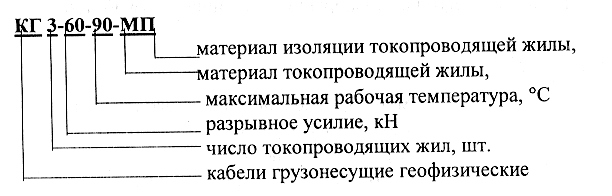 КГ 3-60-90-МП
материал изоляции токопроводящей жилы,
материал токопроводящей жилы,
максимальная рабочая температура, °С
разрывное усилие, кН
число токопроводящих жил, шт.
кабели грузонесущие геофизические